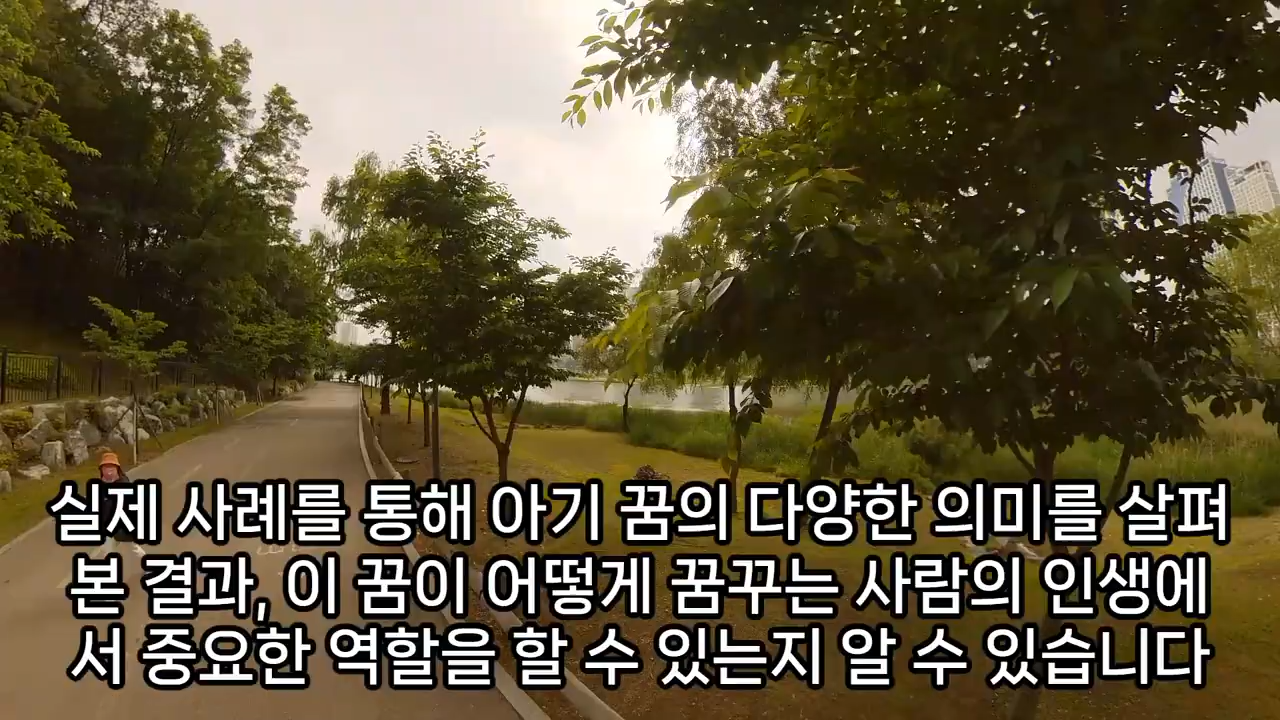 실제 사례를 통해 아기 꿈의 다양한 의미를 살펴
본 결과, 이 꿈이 어떻게 꿈꾸는 사람의 인생에
서 중요한 역할을 할 수 있는지 알 수 있습니다